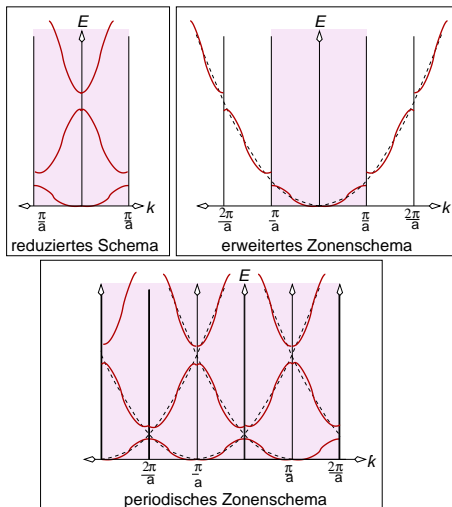 E
k
π π
a a
reduziertes Schema
E
k
2π π π 2π
a a a a
erweitertes Zonenschema
E
k
2π π π 2π
a a a a
periodisches Zonenschema